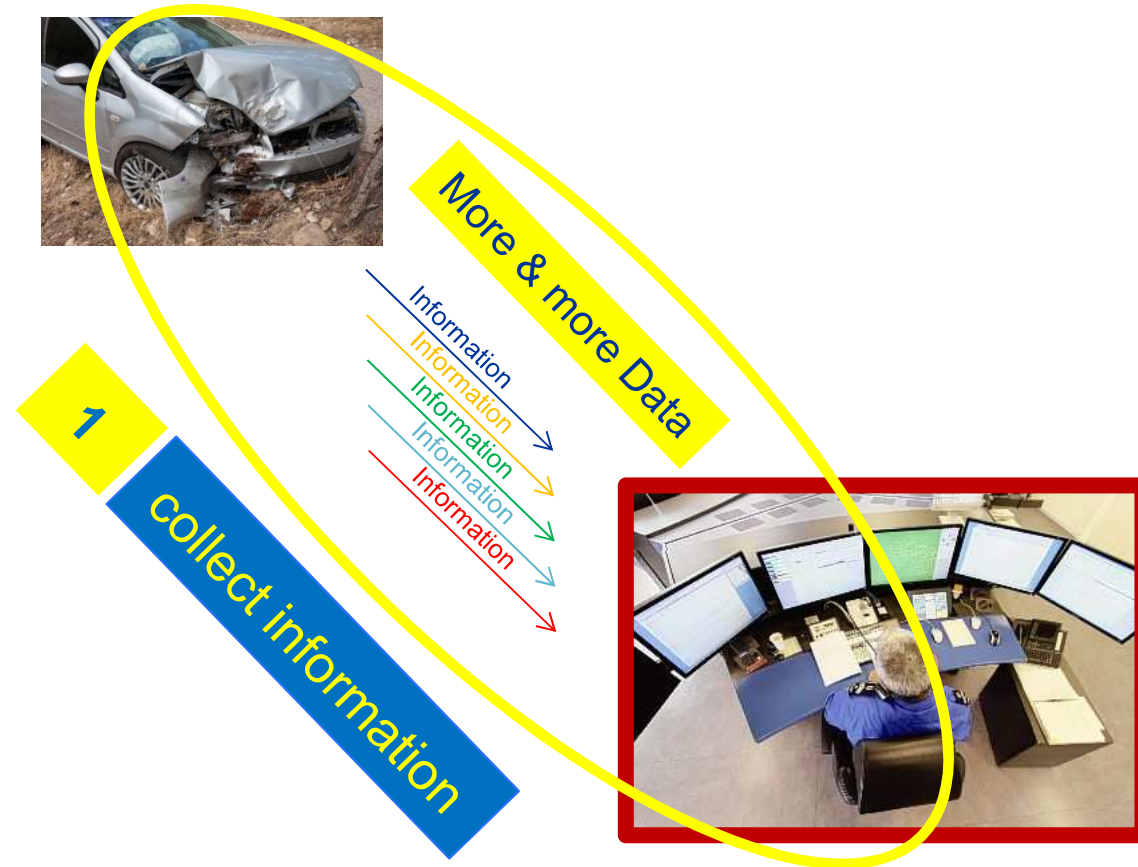 More & more Data
Information
Information
Information
Information
Information
1
collect information